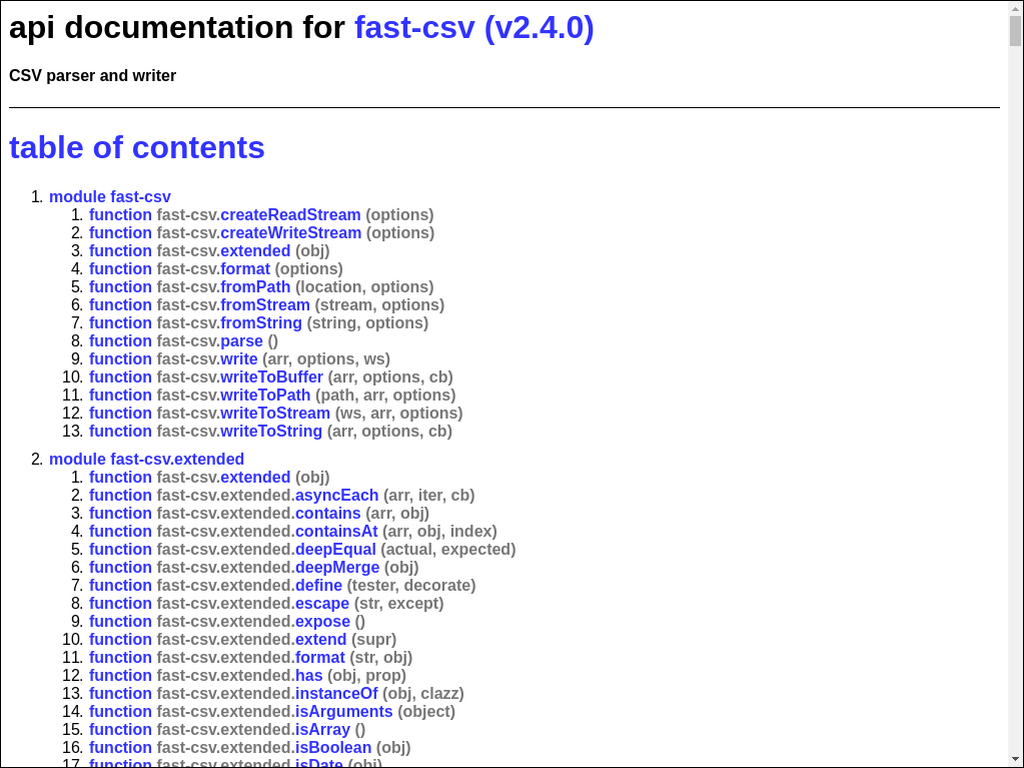 api documentation for fast-csv (v2.4.0)
CSV parser and writer
table of contents
1. module fast-csv
1. function fast-csv.createReadStream (options)
2. function fast-csv.createWriteStream (options)
3. function fast-csv.extended (obj)
4. function fast-csv.format (options)
5. function fast-csv.fromPath (location, options)
6. function fast-csv.fromStream (stream, options)
7. function fast-csv.fromString (string, options)
8. function fast-csv.parse ()
9. function fast-csv.write (arr, options, ws)
10. function fast-csv.writeToBuffer (arr, options, cb)
11. function fast-csv.writeToPath (path, arr, options)
12. function fast-csv.writeToStream (ws, arr, options)
13. function fast-csv.writeToString (arr, options, cb)
2. module fast-csv.extended
1. function fast-csv.extended (obj)
2. function fast-csv.extended.asyncEach (arr, iter, cb)
3. function fast-csv.extended.contains (arr, obj)
4. function fast-csv.extended.containsAt (arr, obj, index)
5. function fast-csv.extended.deepEqual (actual, expected)
6. function fast-csv.extended.deepMerge (obj)
7. function fast-csv.extended.define (tester, decorate)
8. function fast-csv.extended.escape (str, except)
9. function fast-csv.extended.expose ()
10. function fast-csv.extended.extend (supr)
11. function fast-csv.extended.format (str, obj)
12. function fast-csv.extended.has (obj, prop)
13. function fast-csv.extended.instanceOf (obj, clazz)
14. function fast-csv.extended.isArguments (object)
15. function fast-csv.extended.isArray ()
16. function fast-csv.extended.isBoolean (obj)
17. function fast-csv.extended.isDate (obj)